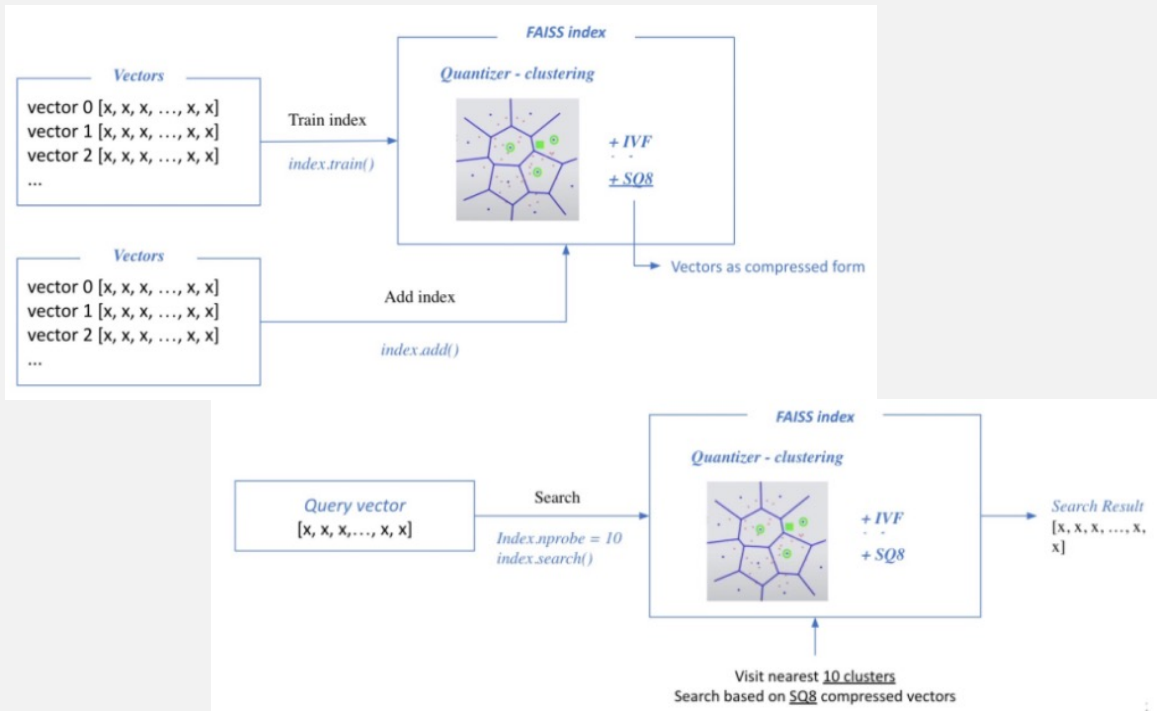 FAISS index
Vectors
Quantizer - clustering
vector 0 [x, x, x, …, x, x]
vector 1 [x, x, x, …, x, x]
vector 2 [x, x, x, …, x, x]
...
Train index
index.train()
+ IVF
+ SQ8
Vectors as compressed form
Vectors
vector 0 [x, x, x, …, x, x]
vector 1 [x, x, x, …, x, x]
vector 2 [x, x, x, …, x, x]
...
Add index
index.add()
FAISS index
Quantizer - clustering
Query vector
[x, x, x,…, x, x]
Search
Index.nprobe = 10
index.search()
+ IVF
+ SQ8
Search Result
[x, x, x, …, x,
x]
Visit nearest 10 clusters
Search based on SQ8 compressed vectors